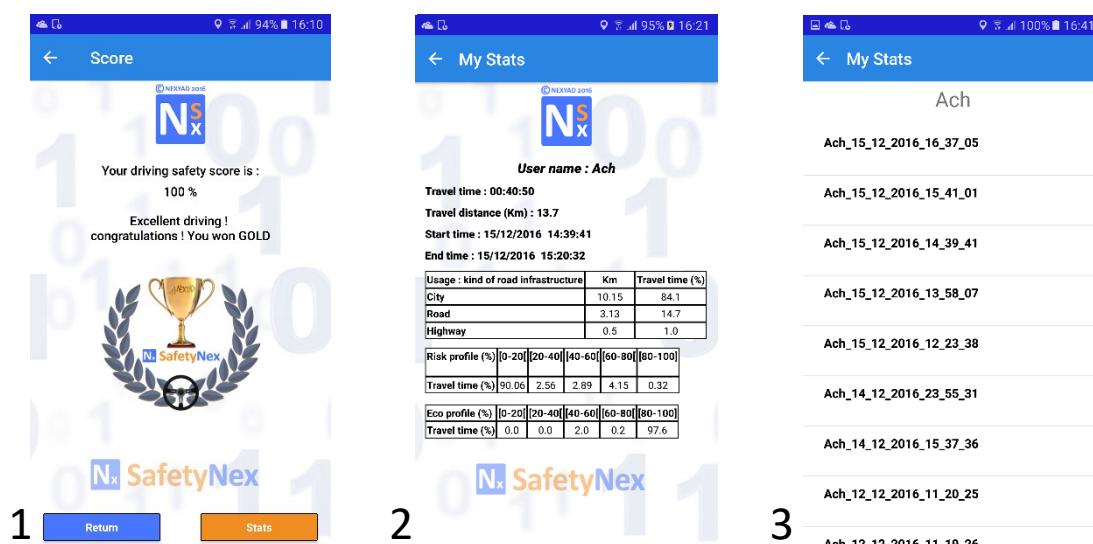 94% 16:10
Score
© NEXYAD 2016
NSx
Your driving safety score is :
100 %
Excellent driving !
congratulations ! You won GOLD
NEXYAD
Nx SafetyNex
Nx SafetyNex
Return Stats
1
95% 16:21
My Stats
© NEXYAD 2016
NSx
User name : Ach
Travel time : 00:40:50
Travel distance (Km) : 13.7
Start time : 15/12/2016 14:39:41
End time : 15/12/2016 15:20:32
Usage : kind of road infrastructure Km Travel time (%)
City 10.15 84.1
Road 3.13 14.7
Highway 0.5 1.0
Risk profile (%) [0-20[ [20-40[ [40-60[ [60-80[ [80-100]
Travel time (%) 90.06 2.56 2.89 4.15 0.32
Eco profile (%) [0-20[ [20-40[ [40-60[ [60-80[ [80-100]
Travel time (%) 0.0 0.0 2.0 0.2 97.6
Nx SafetyNex
2
100% 16:41
My Stats
Ach
Ach_15_12_2016_16_37_05
Ach_15_12_2016_15_41_01
Ach_15_12_2016_14_39_41
Ach_15_12_2016_13_58_07
Ach_15_12_2016_12_23_38
Ach_14_12_2016_23_55_31
Ach_14_12_2016_15_37_36
Ach_12_12_2016_11_20_25
Ach_12_12_2016_11_19_26
3